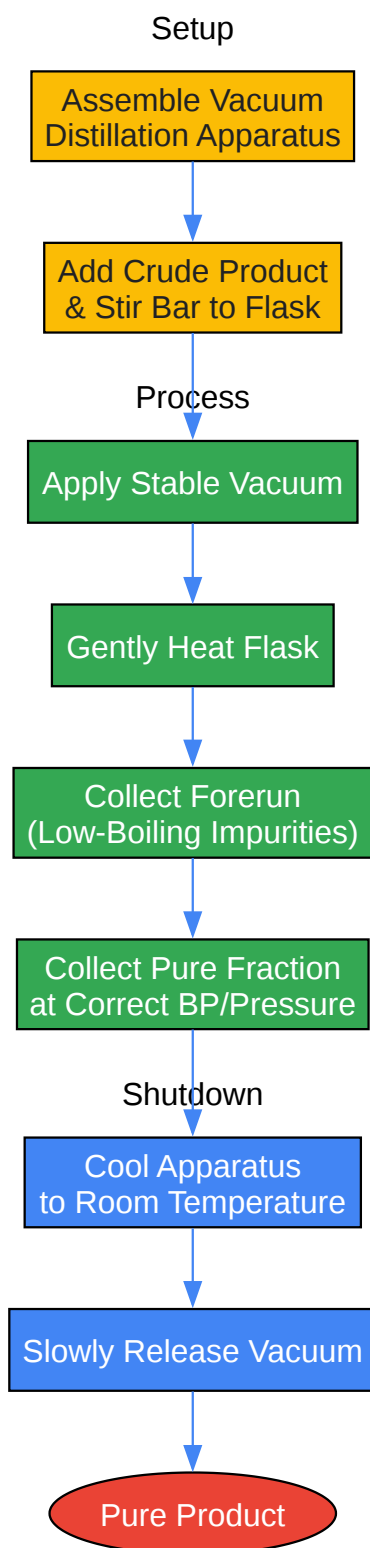 Setup
Assemble Vacuum
Distillation Apparatus
Add Crude Product
& Stir Bar to Flask
Process
Apply Stable Vacuum
Gently Heat Flask
Collect Forerun
(Low-Boiling Impurities)
Collect Pure Fraction
at Correct BP/Pressure
Shutdown
Cool Apparatus
to Room Temperature
Slowly Release Vacuum
Pure Product